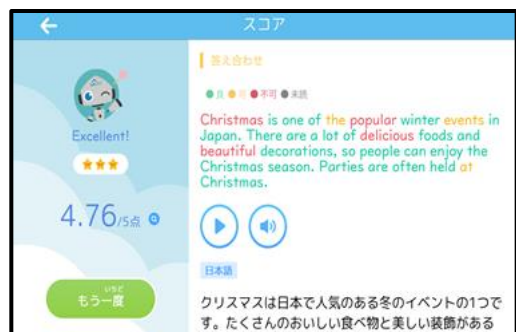 スコア
答え合わせ
良 可 不可 未読
Christmas is one of the popular winter events in
Japan. There are a lot of delicious foods and
beautiful decorations, so people can enjoy the
Christmas season. Parties are often held at
Christmas.
Excellent!
4.76/5点
いちど
もう一度
日本語
クリスマスは日本で人気のある冬のイベントの1つで
す。たくさんのおいしい食べ物と美しい装飾がある